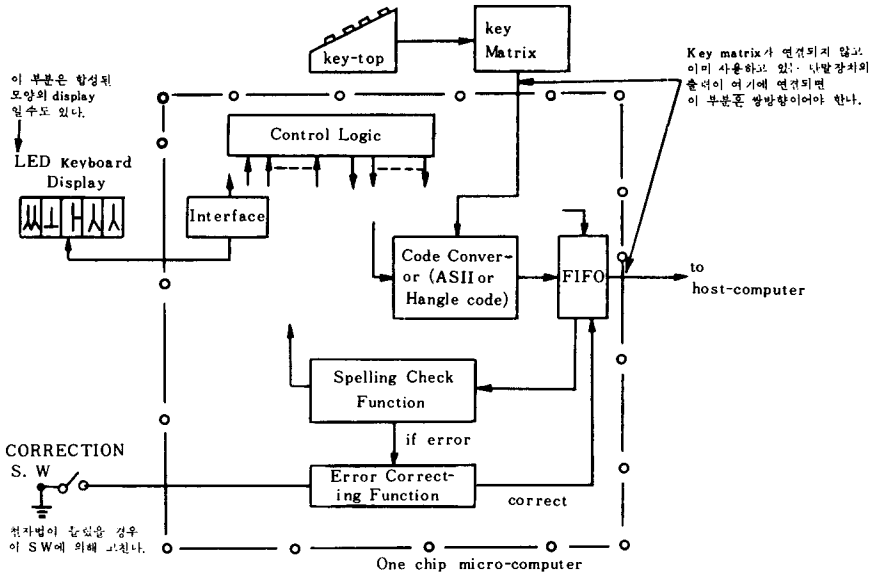 key-top
key
Matrix
Key matrix가 연결되지 않고
이미 사용하고 있는 단말장치의
출력이 여기에 연결되면
이 부분은 쌍방향이어야 한다.
이 부분은 합성된
모양의 display
일수도 있다.
LED Keyboard
Display
Control Logic
Interface
Code Conver-
or (ASII or
Hangle code)
FIFO
to
host-computer
Spelling Check
Function
if error
CORRECTION
S. W
Error Correct-
ing Function
correct
철자법이 경우
이 SW에 의해 고친다.
One chip micro-computer